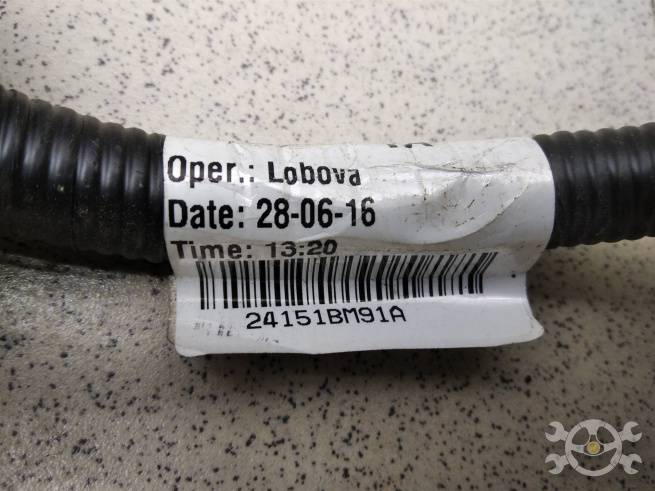 Oper.: Lobova
Date: 28-06-16
Time: 13:20
24151BM91A